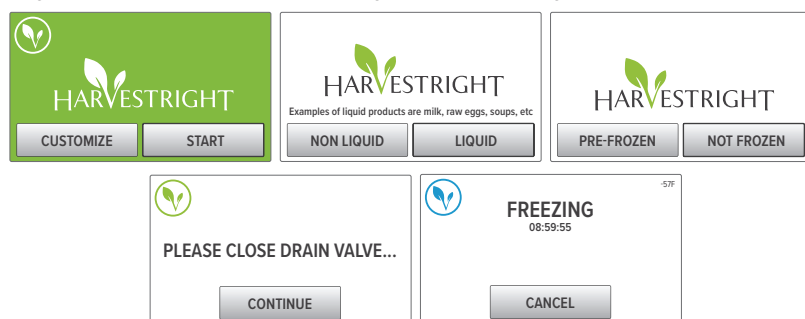 HARVESTRIGHT
CUSTOMIZE
START
HARVESTRIGHT
Examples of liquid products are milk, raw eggs, soups, etc
NON LIQUID
LIQUID
HARVESTRIGHT
PRE-FROZEN
NOT FROZEN
PLEASE CLOSE DRAIN VALVE...
CONTINUE
-57F
FREEZING
08:59:55
CANCEL